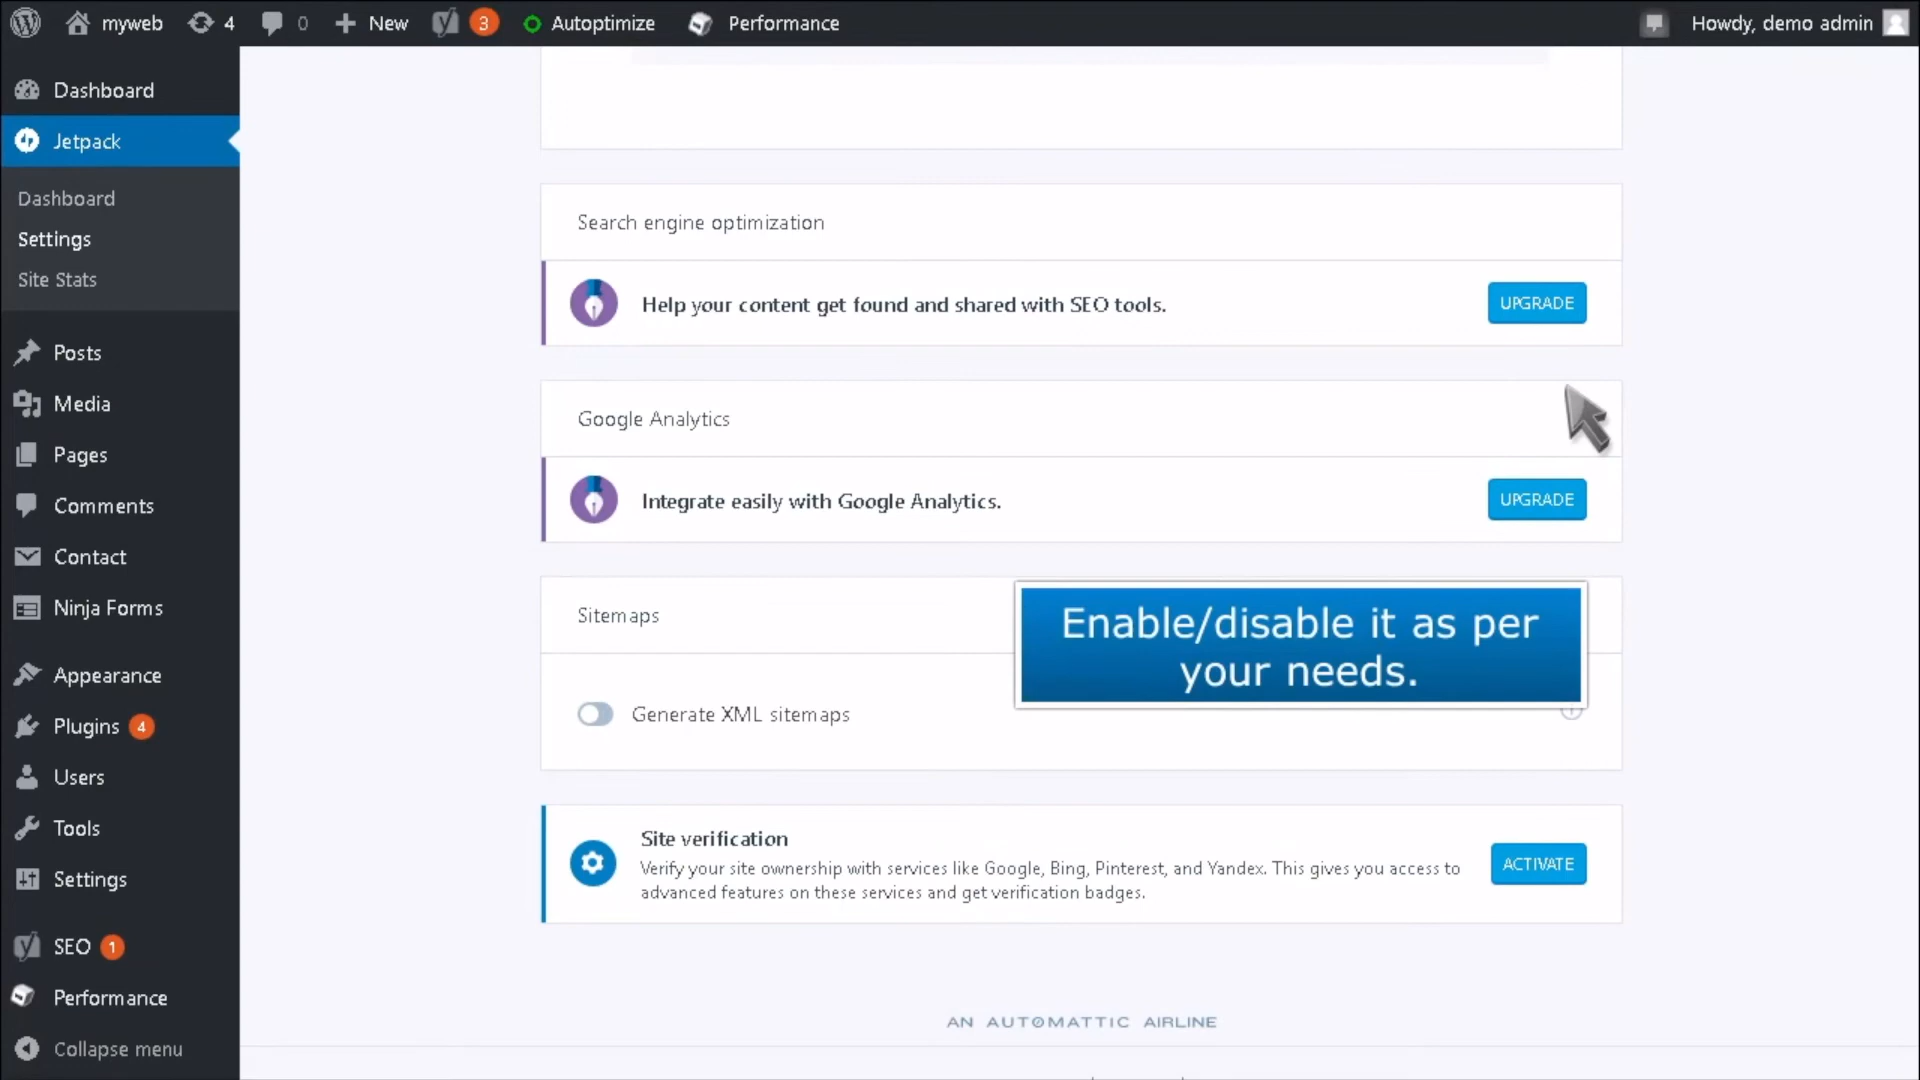 myweb 4 0 New 3 Autoptimize Performance Howdy, demo admin
Dashboard
Jetpack
Dashboard
Settings
Site Stats
Posts
Media
Pages
Comments
Contact
Ninja Forms
Appearance
Plugins 4
Users
Tools
Settings
SEO 1
Performance
Collapse menu
Search engine optimization
Help your content get found and shared with SEO tools. UPGRADE
Google Analytics
Integrate easily with Google Analytics. UPGRADE
Sitemaps
Enable/disable it as per
your needs.
Generate XML sitemaps
Site verification
Verify your site ownership with services like Google, Bing, Pinterest, and Yandex. This gives you access to
advanced features on these services and get verification badges.
ACTIVATE
AN AUTOMATTIC AIRLINE